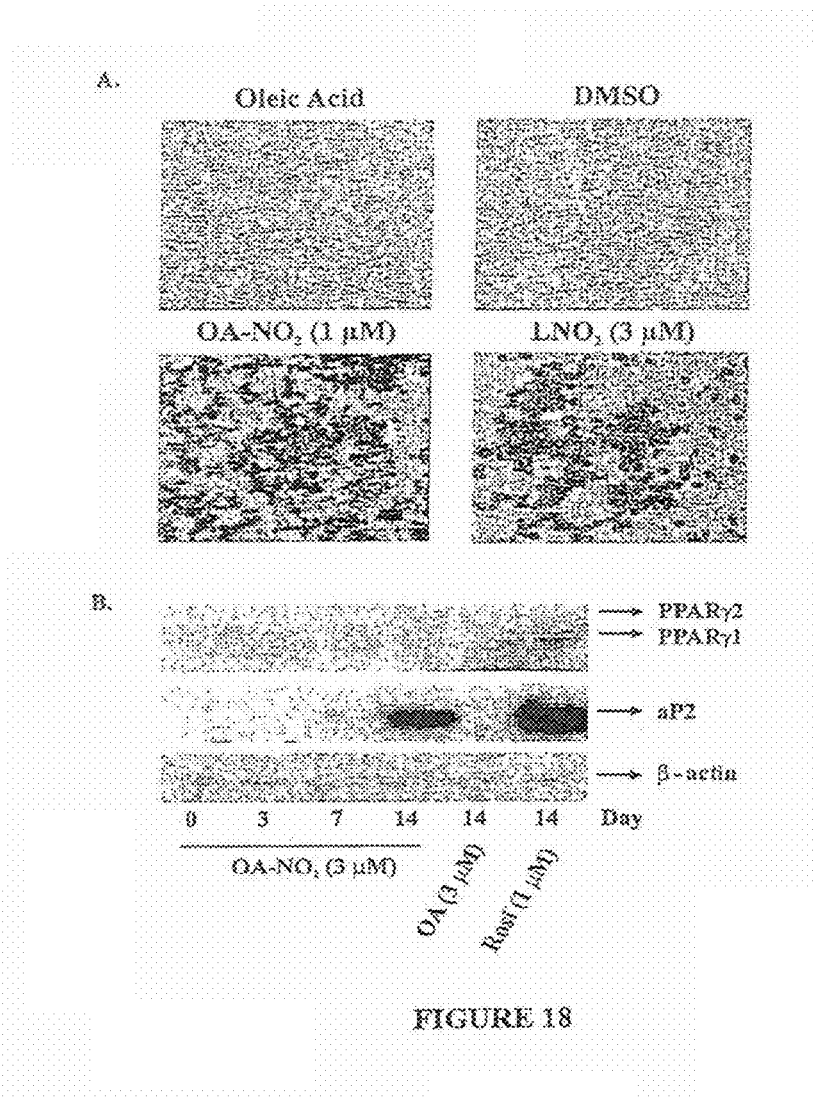 A.
Oleic Acid DMSO
OA-NO₂ (1 μM) LNO₂ (3 μM)
B.
PPARγ2
PPARγ1
aP2
β-actin
0 3 7 14 14 14 Day
OA-NO₂ (3 μM)
OA (3 μM)
Rosi (1 μM)
FIGURE 18